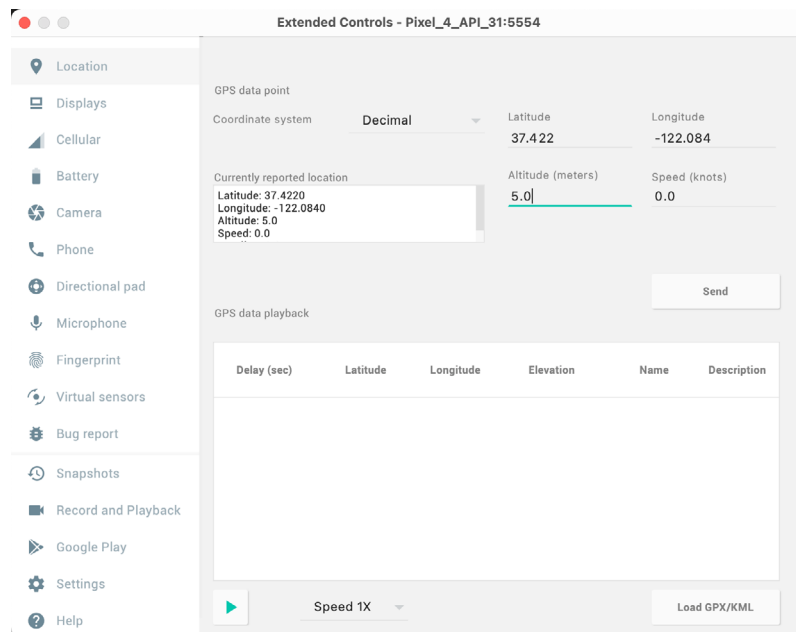 Extended Controls - Pixel_4_API_31:5554
Location
Displays
Cellular
Battery
Camera
Phone
Directional pad
Microphone
Fingerprint
Virtual sensors
Bug report
Snapshots
Record and Playback
Google Play
Settings
Help
GPS data point
Coordinate system
Decimal
Latitude
37.422
Longitude
-122.084
Currently reported location
Latitude: 37.4220
Longitude: -122.0840
Altitude: 5.0
Speed: 0.0
Altitude (meters)
5.0
Speed (knots)
0.0
Send
GPS data playback
Delay (sec) Latitude Longitude Elevation Name Description
Speed 1X
Load GPX/KML